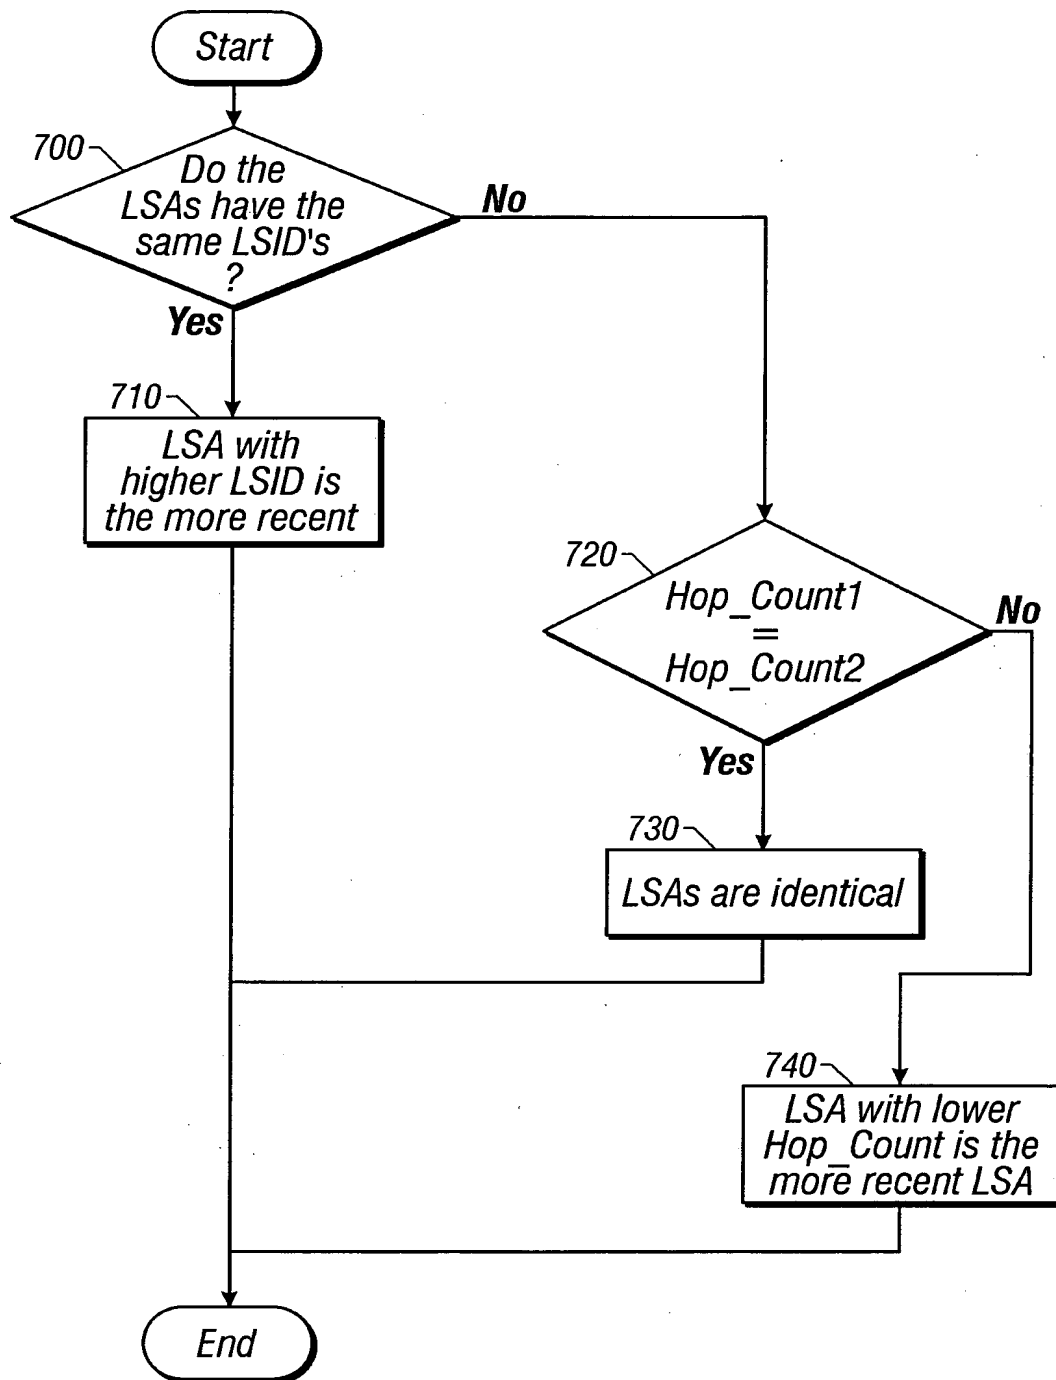 Start
700
Do the
LSAs have the
same LSID's
?
No
Yes
710
LSA with
higher LSID is
the more recent
720
Hop_Count1
=
Hop_Count2
No
Yes
730
LSAs are identical
740
LSA with lower
Hop_Count is the
more recent LSA
End